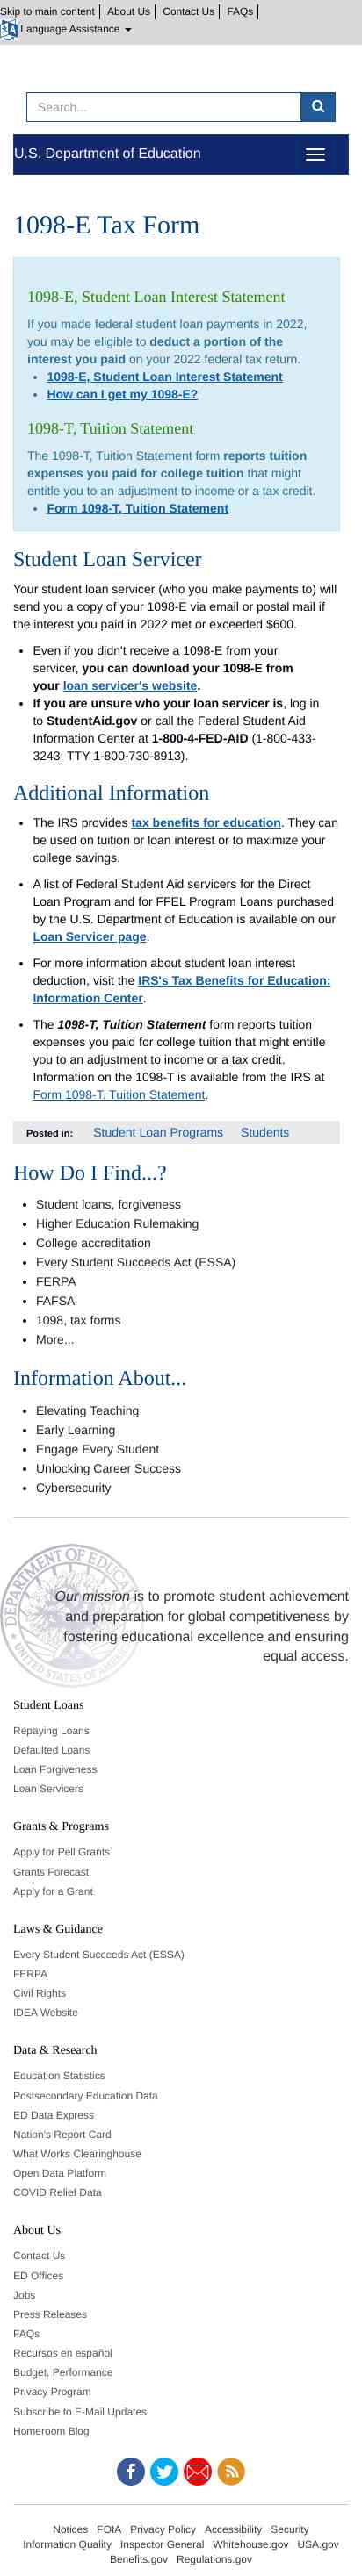 Skip to main content | About Us | Contact Us | FAQs |
Language Assistance
Search...
U.S. Department of Education
1098-E Tax Form
1098-E, Student Loan Interest Statement
If you made federal student loan payments in 2022,
you may be eligible to deduct a portion of the
interest you paid on your 2022 federal tax return.
• 1098-E, Student Loan Interest Statement
• How can I get my 1098-E?
1098-T, Tuition Statement
The 1098-T, Tuition Statement form reports tuition
expenses you paid for college tuition that might
entitle you to an adjustment to income or a tax credit.
• Form 1098-T, Tuition Statement
Student Loan Servicer
Your student loan servicer (who you make payments to) will
send you a copy of your 1098-E via email or postal mail if
the interest you paid in 2022 met or exceeded $600.
• Even if you didn't receive a 1098-E from your
servicer, you can download your 1098-E from
your loan servicer's website.
• If you are unsure who your loan servicer is, log in
to StudentAid.gov or call the Federal Student Aid
Information Center at 1-800-4-FED-AID (1-800-433-
3243; TTY 1-800-730-8913).
Additional Information
• The IRS provides tax benefits for education. They can
be used on tuition or loan interest or to maximize your
college savings.
• A list of Federal Student Aid servicers for the Direct
Loan Program and for FFEL Program Loans purchased
by the U.S. Department of Education is available on our
Loan Servicer page.
• For more information about student loan interest
deduction, visit the IRS's Tax Benefits for Education:
Information Center.
• The 1098-T, Tuition Statement form reports tuition
expenses you paid for college tuition that might entitle
you to an adjustment to income or a tax credit.
Information on the 1098-T is available from the IRS at
Form 1098-T, Tuition Statement.
Posted in: Student Loan Programs Students
How Do I Find...?
• Student loans, forgiveness
• Higher Education Rulemaking
• College accreditation
• Every Student Succeeds Act (ESSA)
• FERPA
• FAFSA
• 1098, tax forms
• More...
Information About...
• Elevating Teaching
• Early Learning
• Engage Every Student
• Unlocking Career Success
• Cybersecurity
Our mission is to promote student achievement
and preparation for global competitiveness by
fostering educational excellence and ensuring
equal access.
Student Loans
Repaying Loans
Defaulted Loans
Loan Forgiveness
Loan Servicers
Grants & Programs
Apply for Pell Grants
Grants Forecast
Apply for a Grant
Laws & Guidance
Every Student Succeeds Act (ESSA)
FERPA
Civil Rights
IDEA Website
Data & Research
Education Statistics
Postsecondary Education Data
ED Data Express
Nation's Report Card
What Works Clearinghouse
Open Data Platform
COVID Relief Data
About Us
Contact Us
ED Offices
Jobs
Press Releases
FAQs
Recursos en español
Budget, Performance
Privacy Program
Subscribe to E-Mail Updates
Homeroom Blog
Notices FOIA Privacy Policy Accessibility Security
Information Quality Inspector General Whitehouse.gov USA.gov
Benefits.gov Regulations.gov